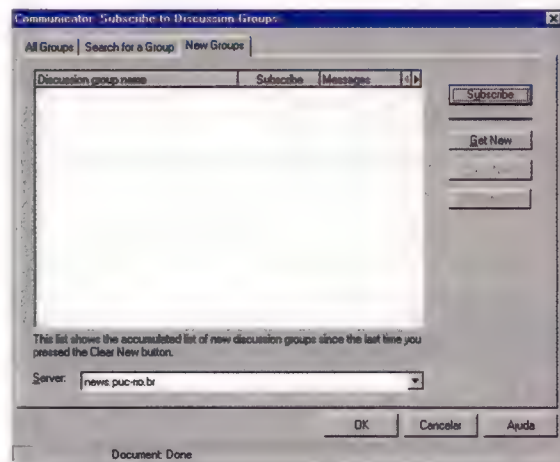 Communicator: Subscribe to Discussion Groups
All Groups Search for a Group New Groups
Discussion group name Subscribe Messages
Subscribe
Get New
This list shows the accumulated list of new discussion groups since the last time you
pressed the Clear New button.
Server: news.puc-rio.br
OK Cancelar Ajuda
Document: Done